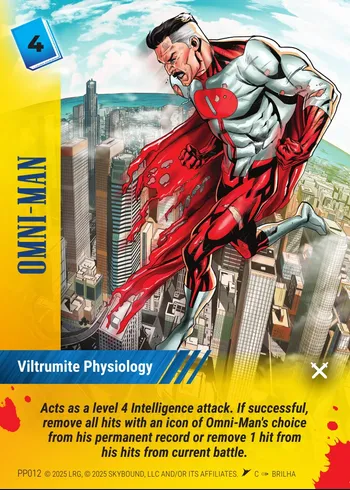 4
OMNI-MAN
Viltrumite Physiology
Acts as a level 4 Intelligence attack. If successful,
remove all hits with an icon of Omni-Man's choice
from his permanent record or remove 1 hit from
his hits from current battle.
PP012 © 2025 LRG, © 2025 SKYBOUND, LLC AND/OR ITS AFFILIATES. C BRILHA